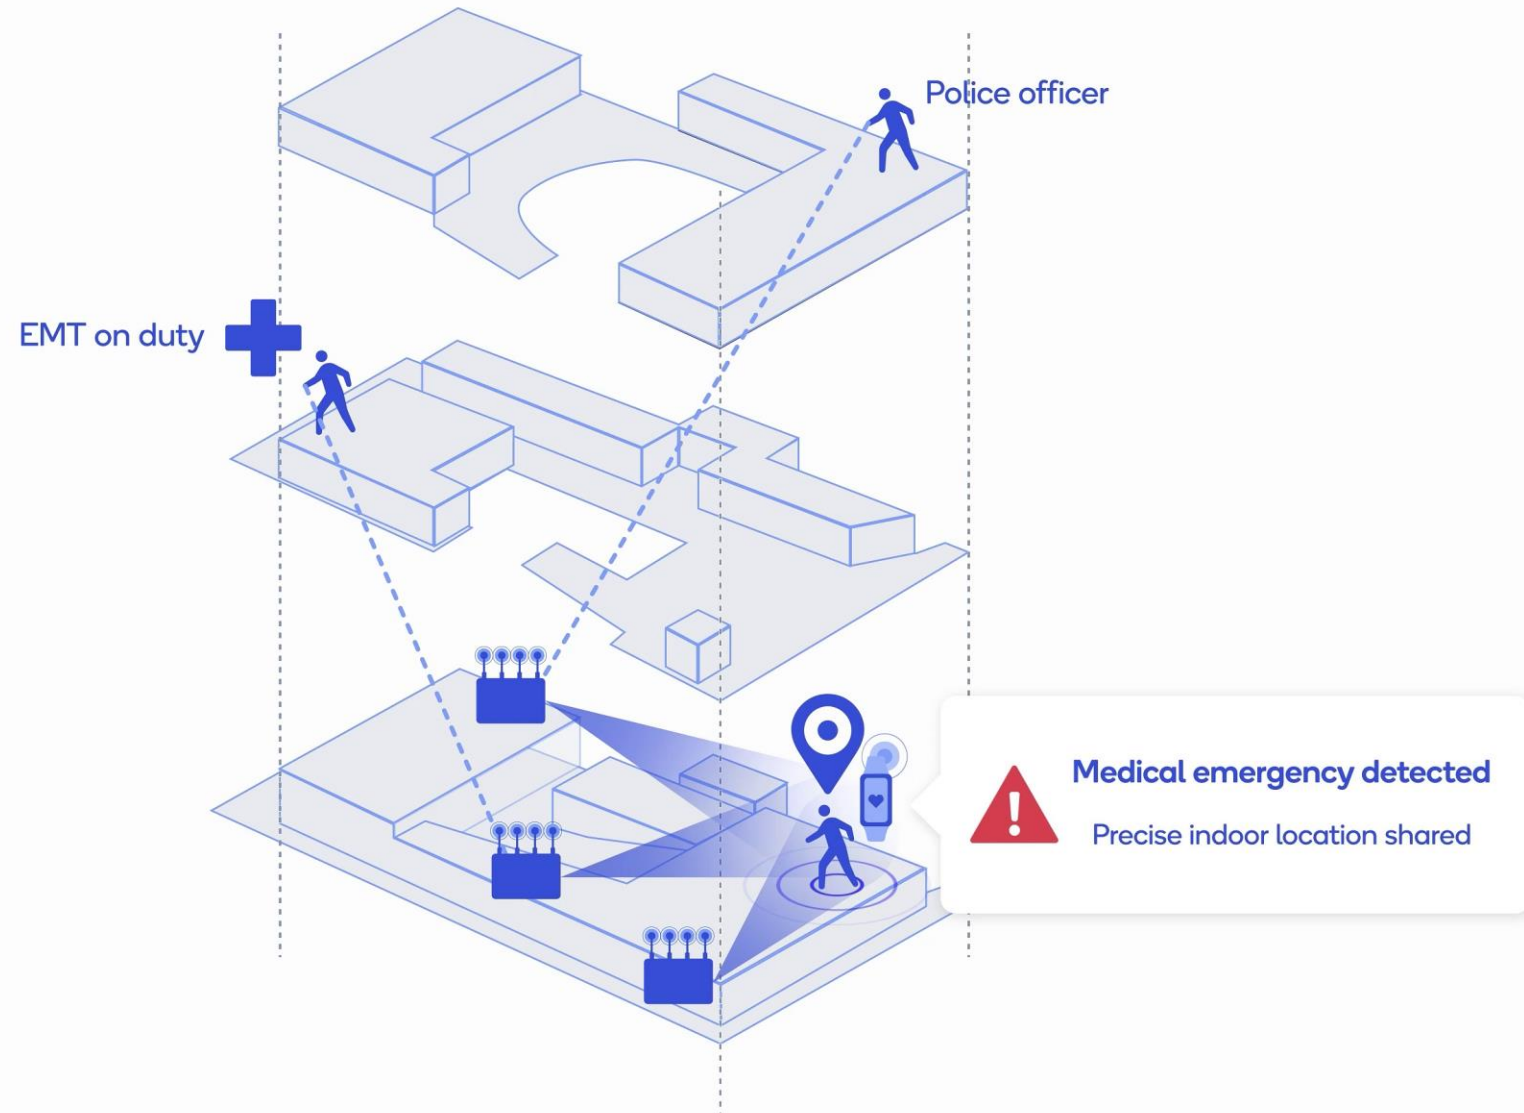 Police officer
EMT on duty
Medical emergency detected
Precise indoor location shared